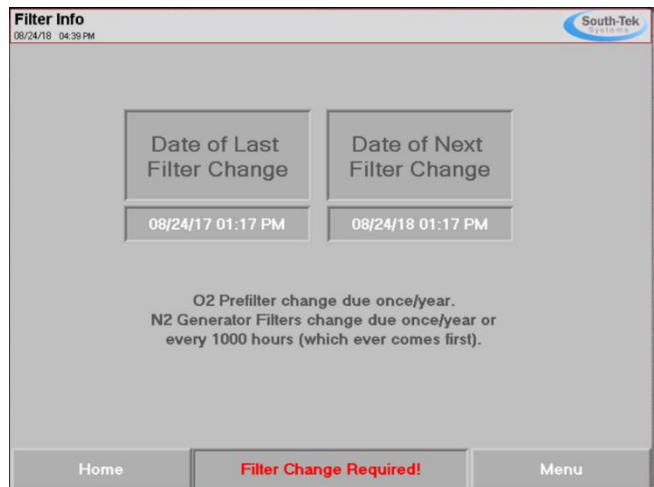 Filter Info
08/24/18 04:39 PM
South-Tek
Systems
Date of Last
Filter Change
Date of Next
Filter Change
08/24/17 01:17 PM
08/24/18 01:17 PM
O2 Prefilter change due once/year.
N2 Generator Filters change due once/year or
every 1000 hours (which ever comes first).
Home
Filter Change Required!
Menu